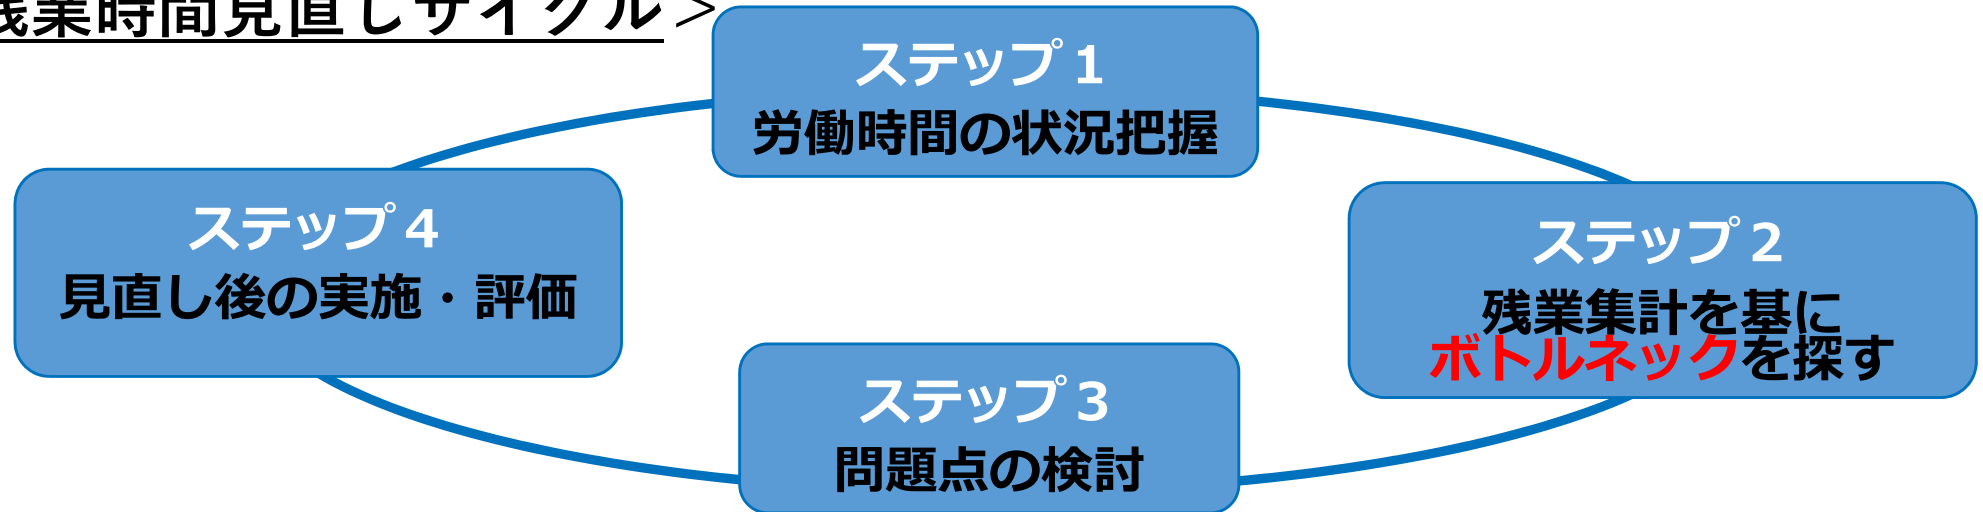 残業時間見直しサイクル＞
ステップ１
労働時間の状況把握
ステップ２
残業集計を基に
ボトルネックを探す
ステップ３
問題点の検討
ステップ４
見直し後の実施・評価